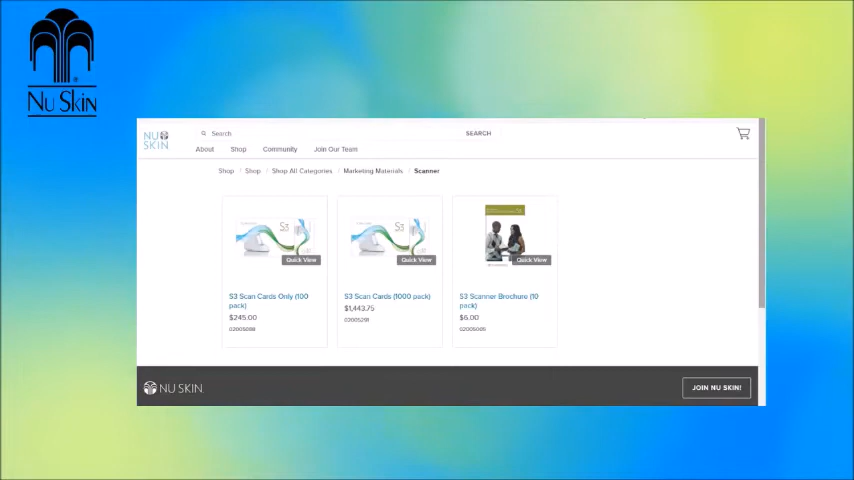 Nu Skin
NU SKIN
Search
SEARCH
About Shop Community Join Our Team
Shop / Shop / Shop All Categories / Marketing Materials / Scanner
S3
S3
Quick View
Quick View
Quick View
S3 Scan Cards Only (100 pack)
$245.00
S3 Scan Cards (1000 pack)
$1,443.75
S3 Scanner Brochure (10 pack)
$6.00
NU SKIN
JOIN NU SKIN!